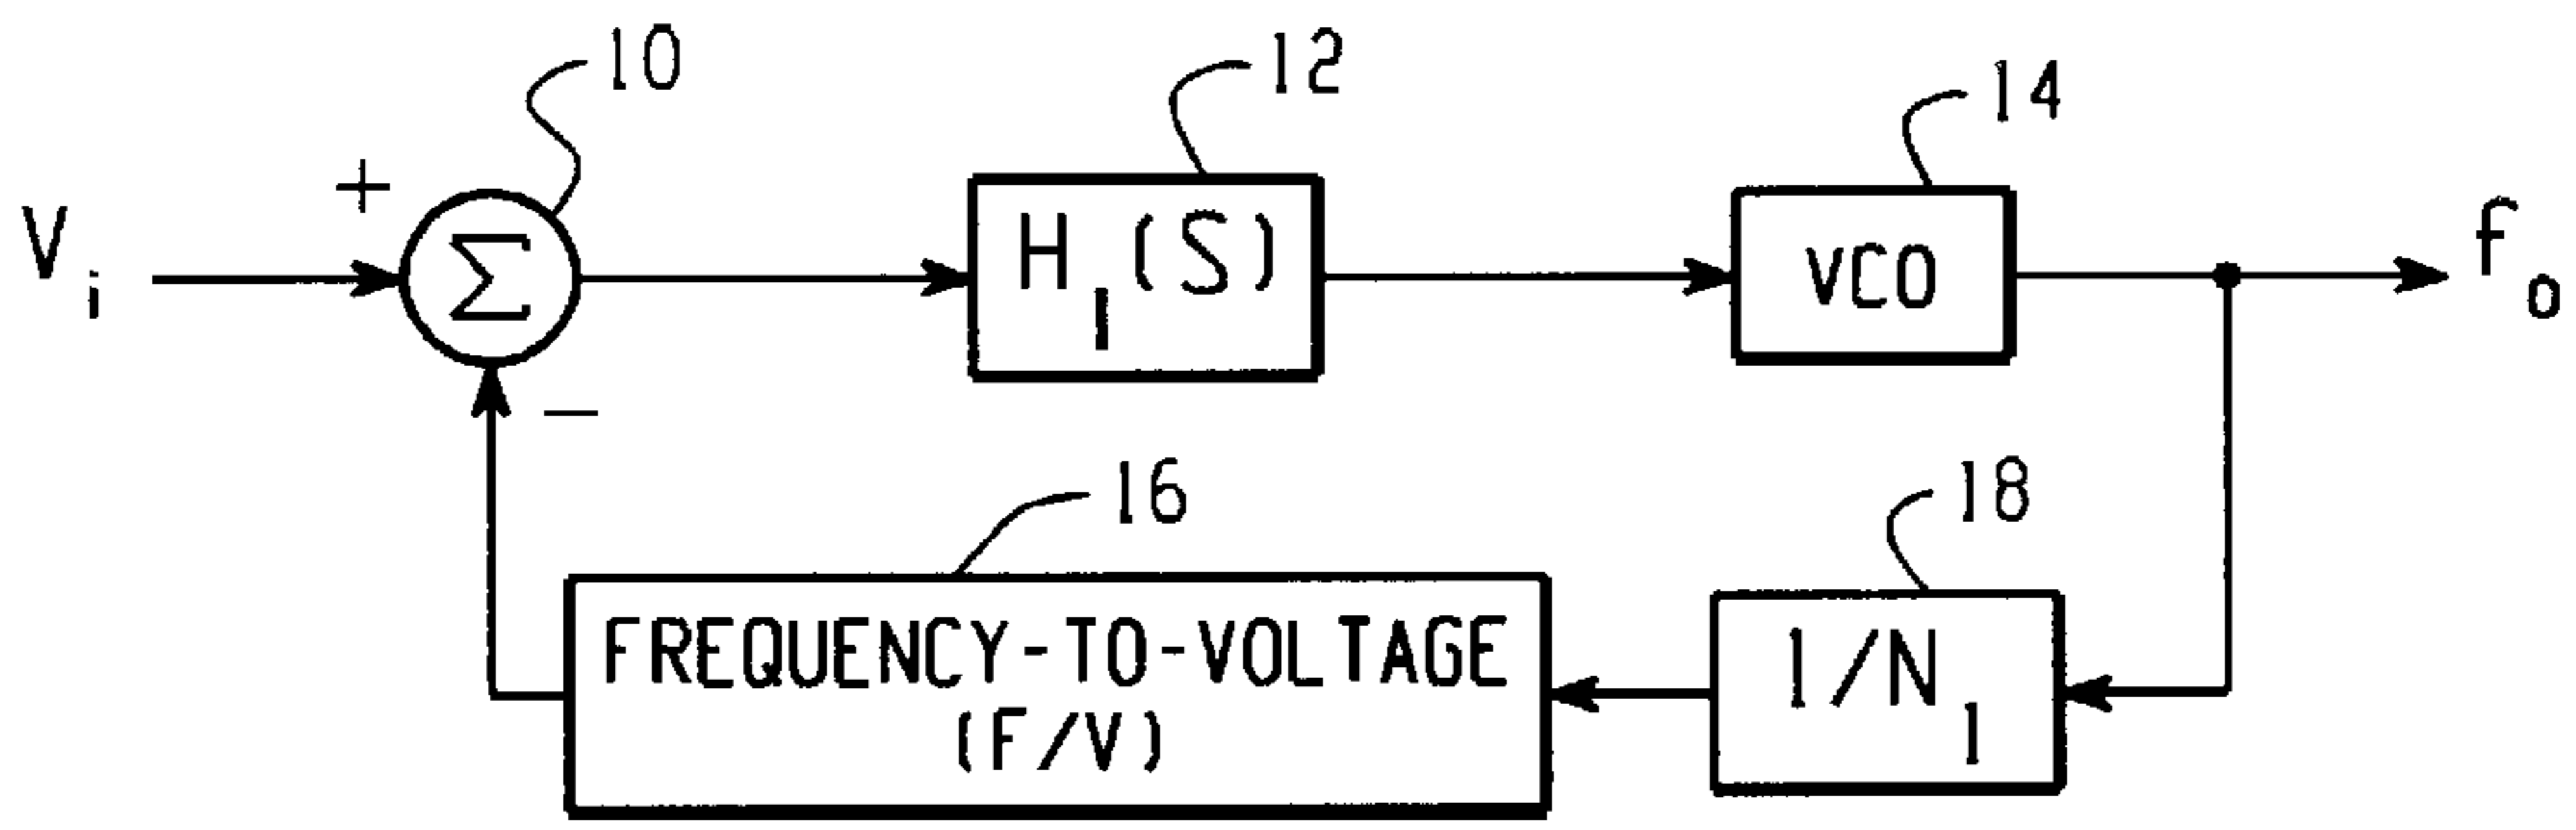 10
12
14
+
V i
Σ
H 1 (S)
VCO
f o
−
16
18
FREQUENCY-TO-VOLTAGE
(F/V)
1/N 1